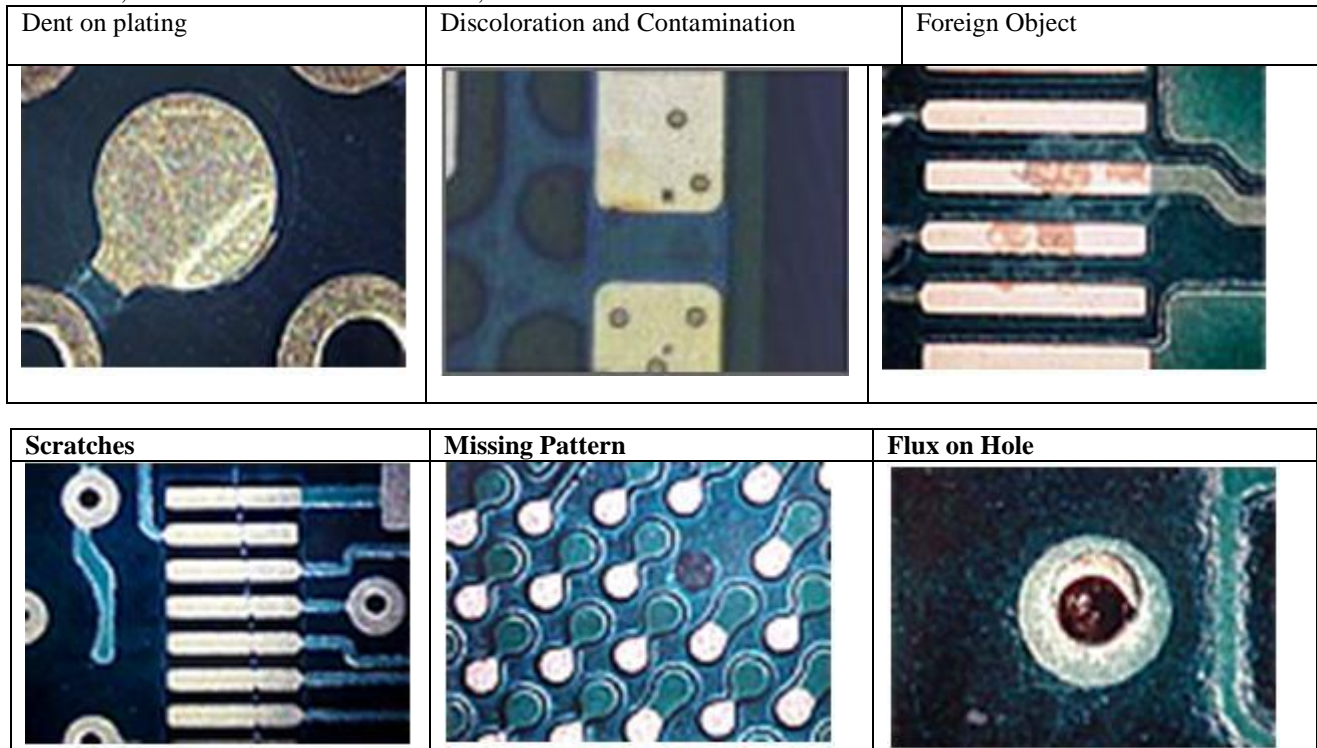 Dent on plating
Discoloration and Contamination
Foreign Object
Scratches
Missing Pattern
Flux on Hole